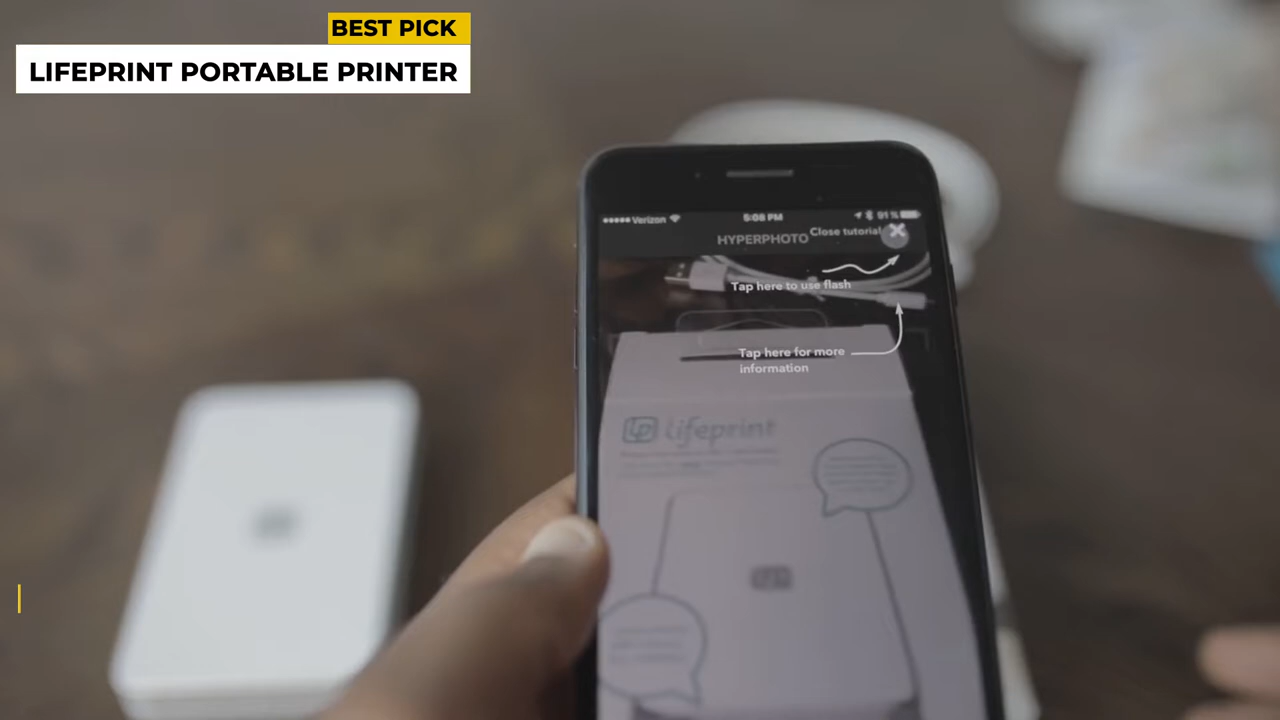 BEST PICK
LIFEPRINT PORTABLE PRINTER
Verizon 5:08 PM 91%
HYPERPHOTO
Close tutorial
Tap here to use flash
Tap here for more
information
Lifeprint